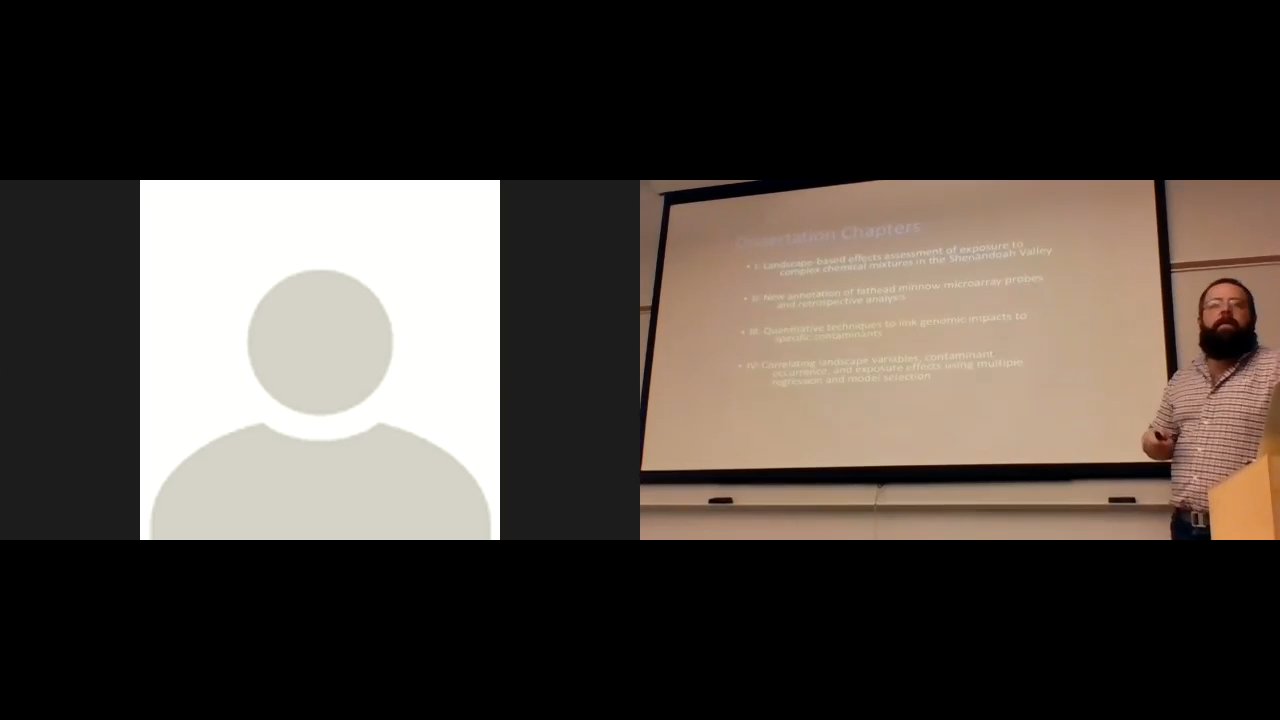 Dissertation Chapters
• I: Landscape-based effects assessment of exposure to
complex chemical mixtures in the Shenandoah Valley
• II: New annotation of fathead minnow microarray probes
and retrospective analysis
• III: Quantitative techniques to link genomic impacts to
specific contaminants
• IV: Correlating landscape variables, contaminant
occurrence, and exposure effects using multiple
regression and model selection